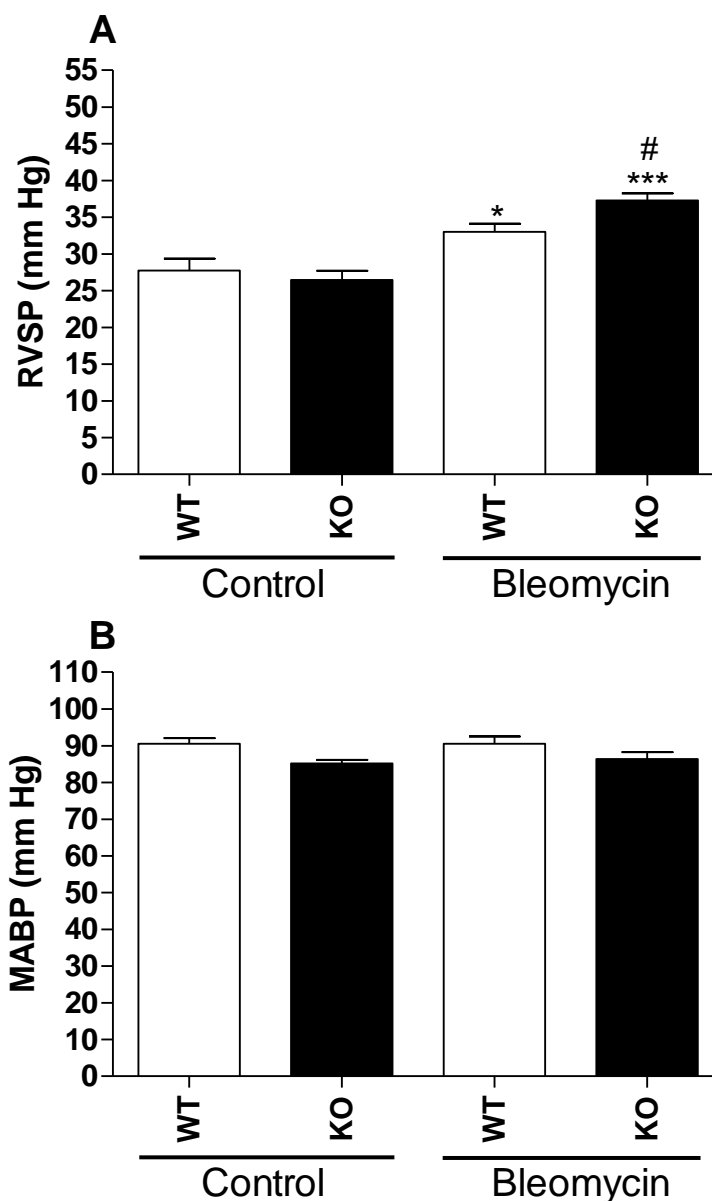 A
RVSP (mm Hg)
55
50
45
40
35
30
25
20
15
10
5
0
*
#
***
WT
KO
WT
KO
Control
Bleomycin
B
MABP (mm Hg)
110
100
90
80
70
60
50
40
30
20
10
0
WT
KO
WT
KO
Control
Bleomycin